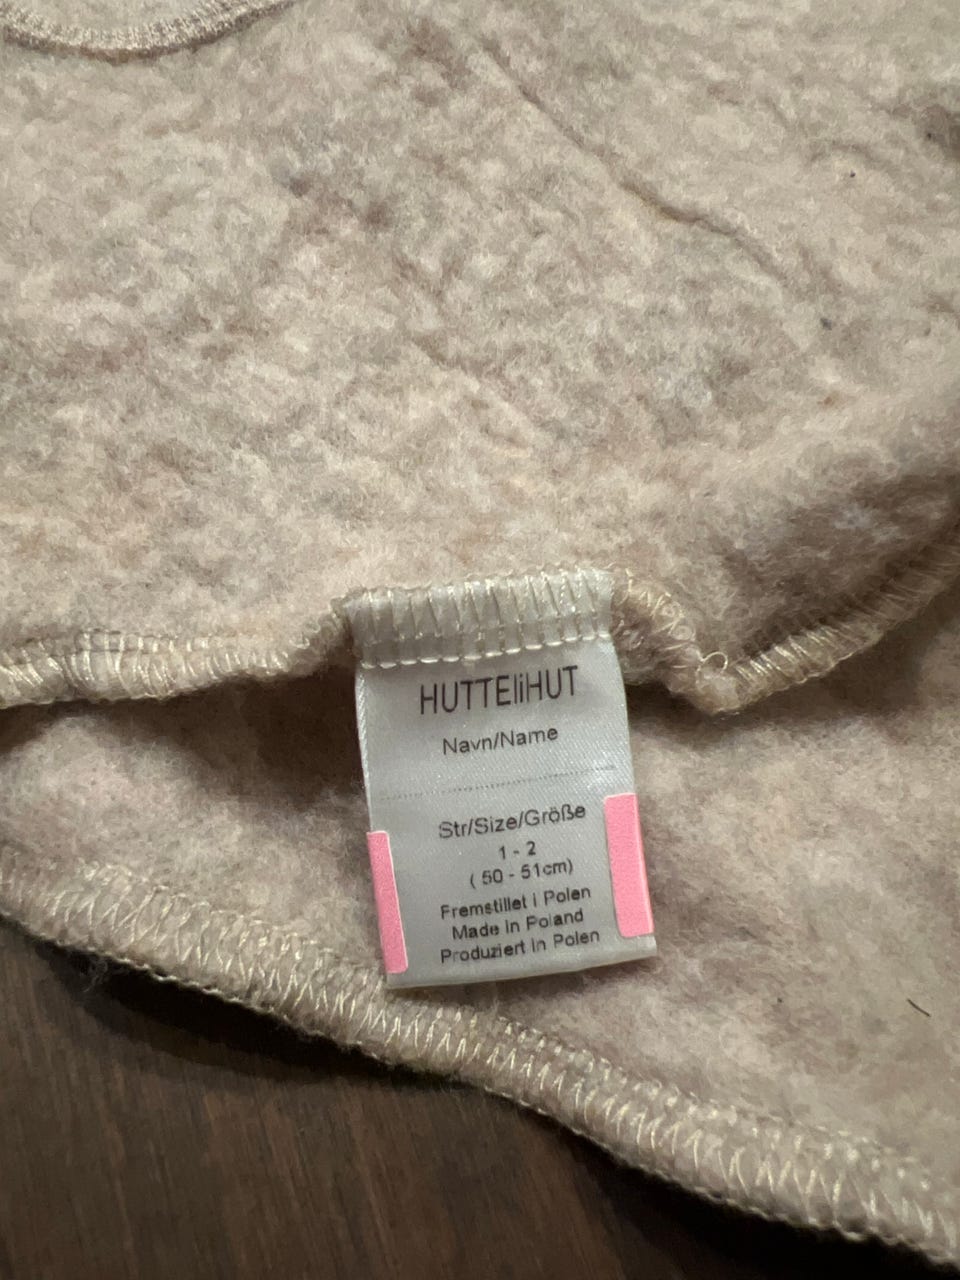 HUTTEliHUT
Navn/Name
Str/Size/Größe
1 - 2
( 50 - 51cm)
Fremstillet i Polen
Made in Poland
Produziert in Polen